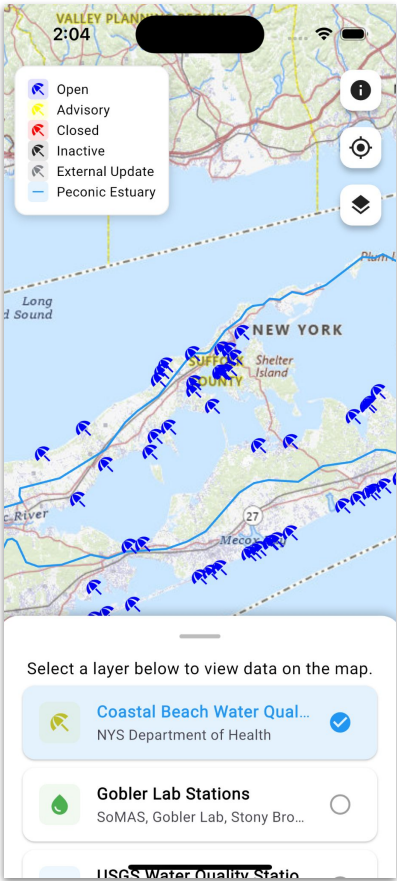 VALLEY PLANNING REGION
2:04
Open
Advisory
Closed
Inactive
External Update
Peconic Estuary
Plum I
Long
d Sound
NEW YORK
SUFFOLK
COUNTY
Shelter
Island
c River
27
Mecox
Select a layer below to view data on the map.
Coastal Beach Water Qual...
NYS Department of Health
Gobler Lab Stations
SoMAS, Gobler Lab, Stony Bro...
USGS Water Quality Statio